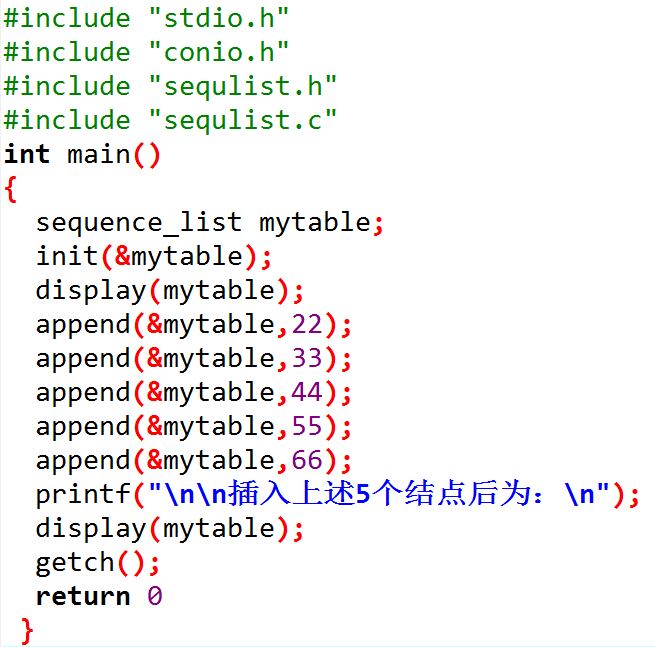 #include "stdio.h"
#include "conio.h"
#include "sequlist.h"
#include "sequlist.c"
int main()
{
sequence_list mytable;
init(&mytable);
display(mytable);
append(&mytable,22);
append(&mytable,33);
append(&mytable,44);
append(&mytable,55);
append(&mytable,66);
printf("\n\n插入上述5个结点后为：\n");
display(mytable);
getch();
return 0
}